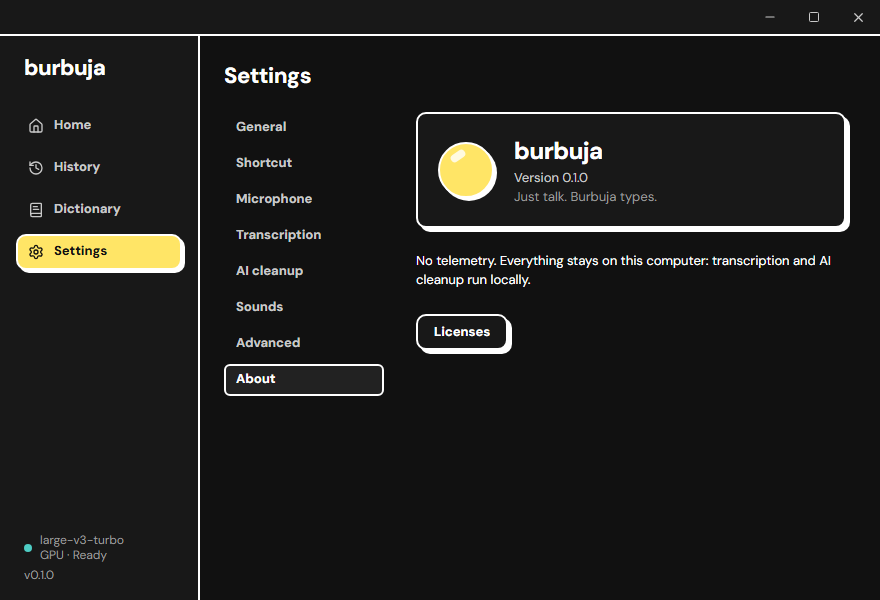 burbuja
Home
History
Dictionary
Settings
large-v3-turbo
GPU · Ready
v0.1.0
Settings
General
Shortcut
Microphone
Transcription
AI cleanup
Sounds
Advanced
About
burbuja
Version 0.1.0
Just talk. Burbuja types.
No telemetry. Everything stays on this computer: transcription and AI
cleanup run locally.
Licenses